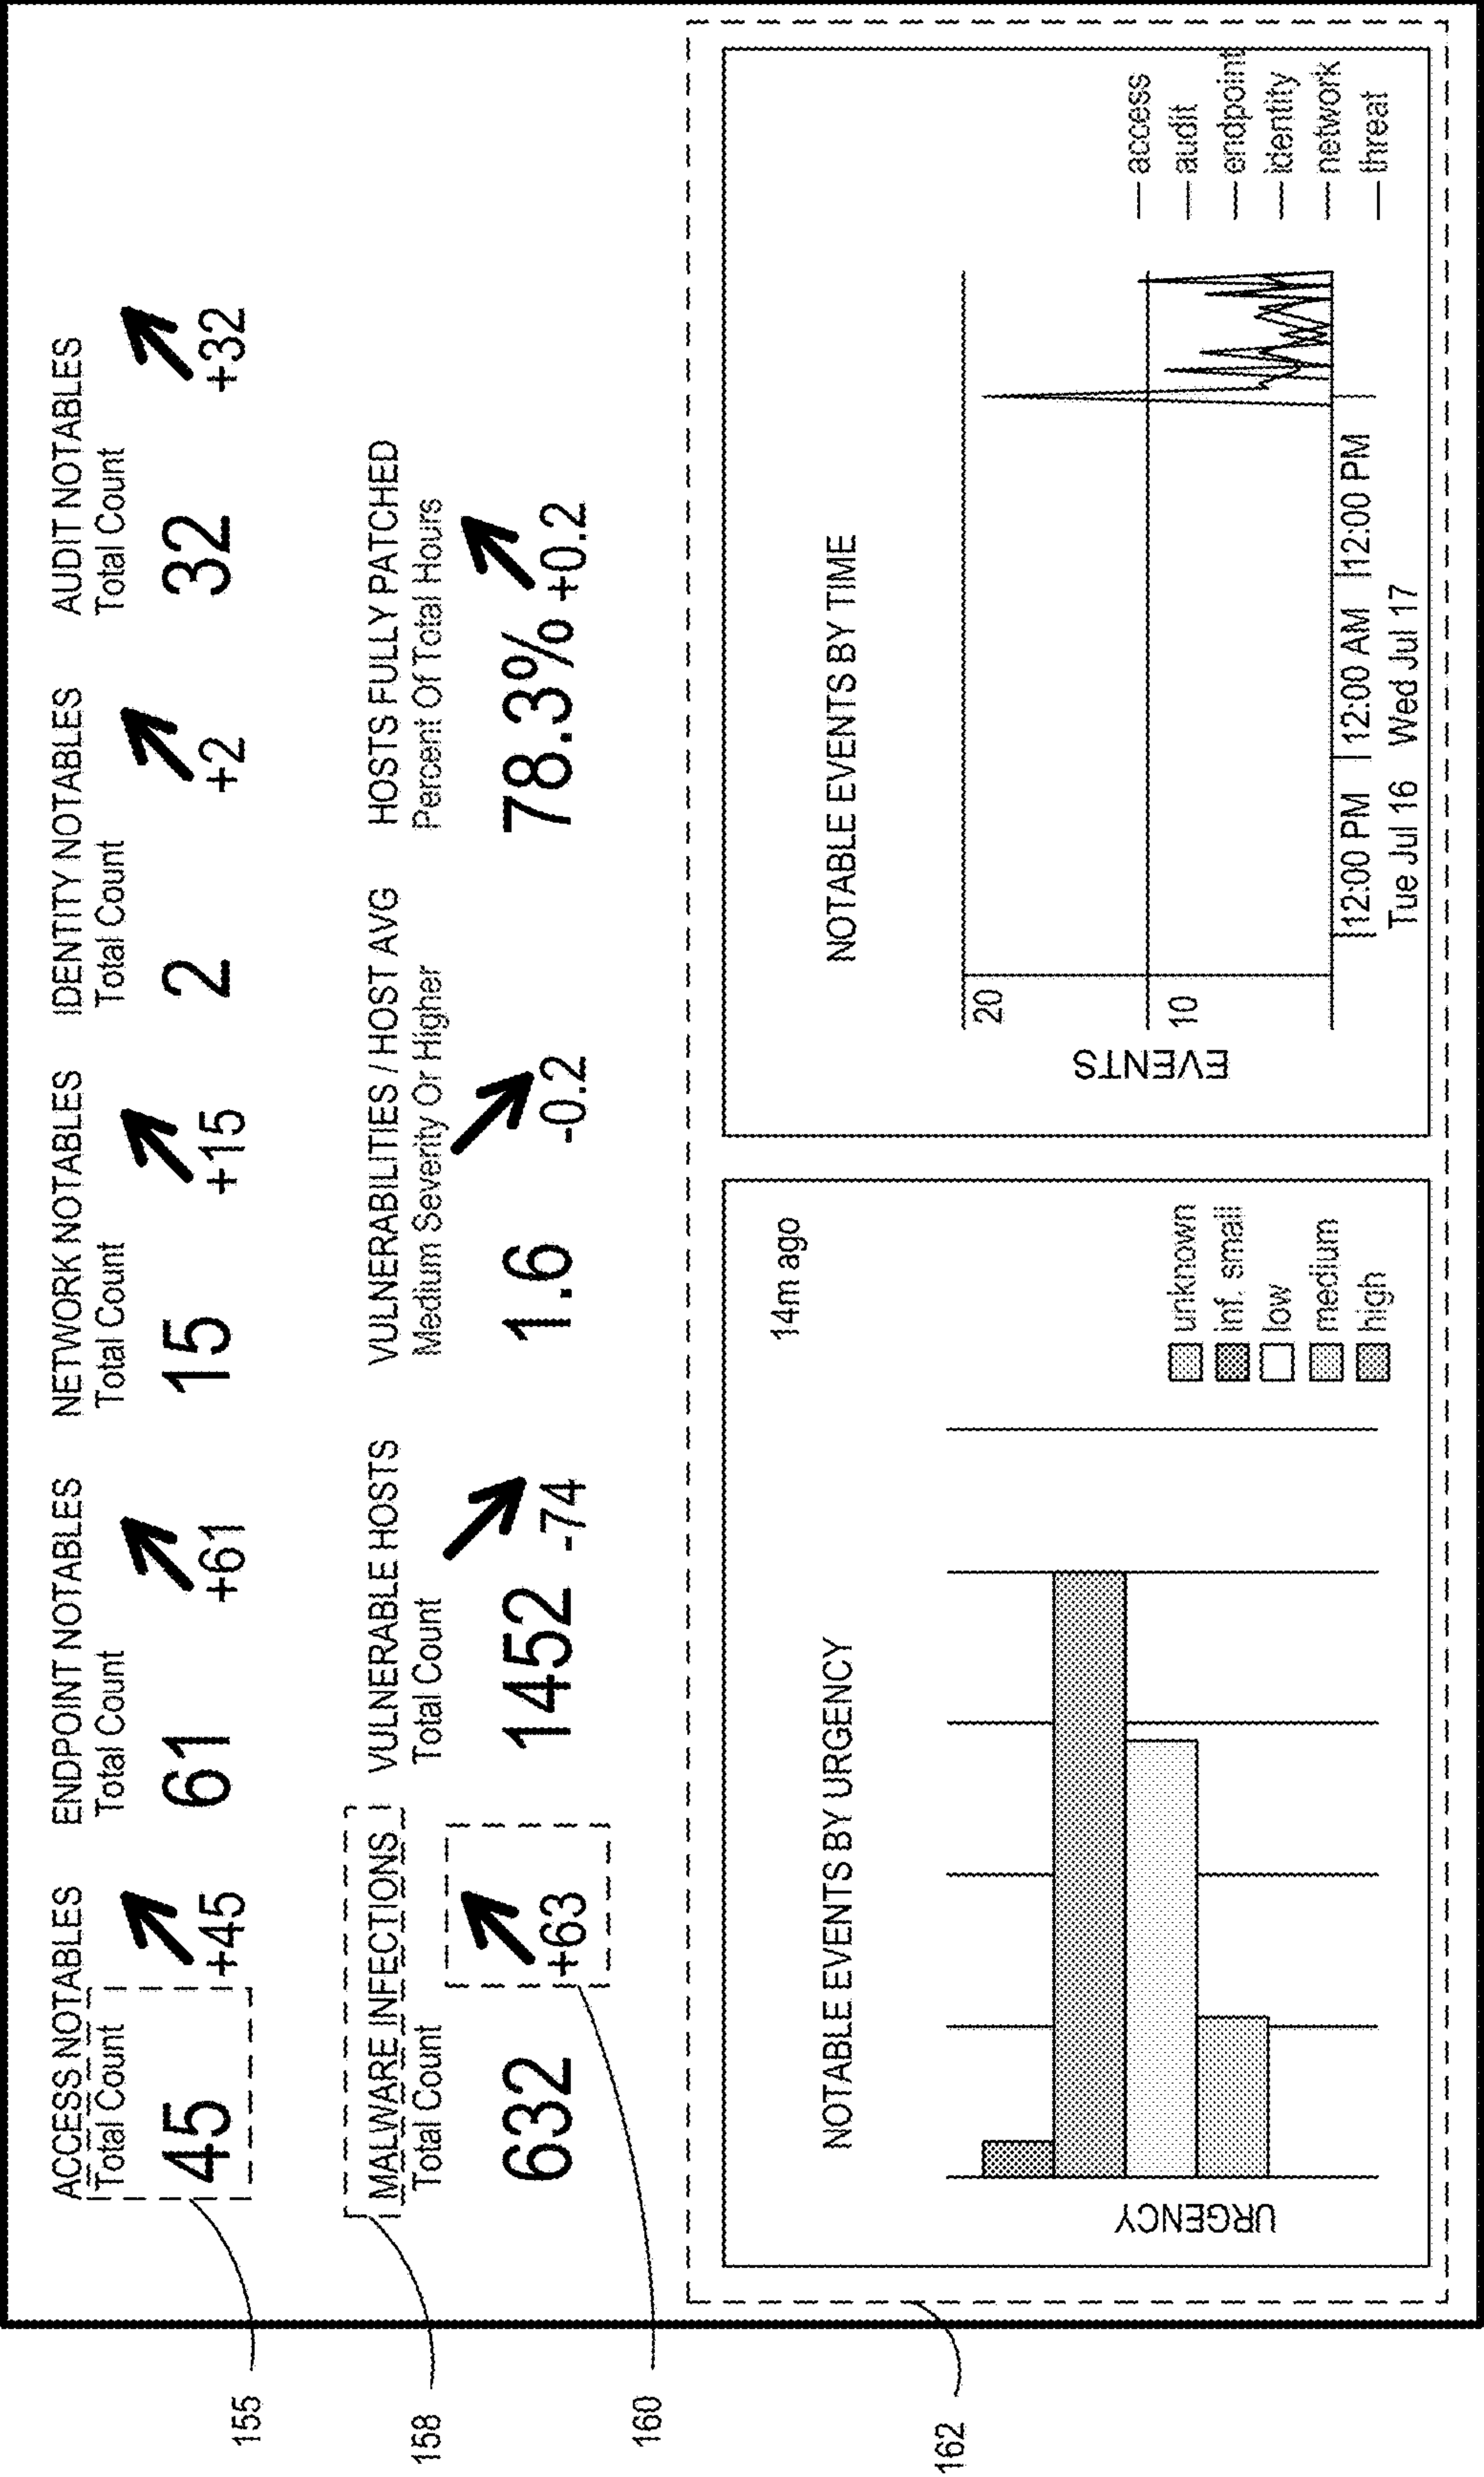 ACCESS NOTABLES
Total Count
45
+45
ENDPOINT NOTABLES
Total Count
61
+61
NETWORK NOTABLES
Total Count
15
+15
IDENTITY NOTABLES
Total Count
2
+2
AUDIT NOTABLES
Total Count
32
+32
MALWARE INFECTIONS
Total Count
632
+63
VULNERABLE HOSTS
Total Count
1452
-74
VULNERABILITIES / HOST AVG
Medium Severity Or Higher
1.6
-0.2
HOSTS FULLY PATCHED
Percent Of Total Hours
78.3%
+0.2
155
158
160
162
NOTABLE EVENTS BY URGENCY
14m ago
URGENCY
unknown
inf. small
low
medium
high
NOTABLE EVENTS BY TIME
EVENTS
20
10
12:00 PM
12:00 AM
12:00 PM
Tue Jul 16
Wed Jul 17
access
audit
endpoint
identity
network
threat